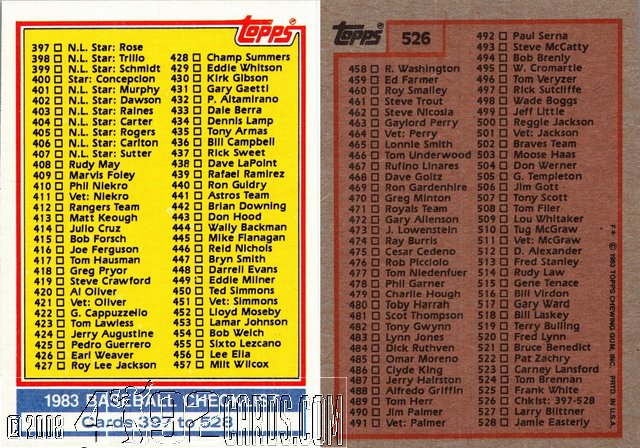 Topps
397 N.L. Star: Rose
398 N.L. Star: Trillo
399 N.L. Star: Schmidt
400 Star: Concepcion
401 N.L. Star: Murphy
402 N.L. Star: Dawson
403 N.L. Star: Raines
404 N.L. Star: Carter
405 N.L. Star: Rogers
406 N.L. Star: Carlton
407 N.L. Star: Sutter
408 Rudy May
409 Marvis Foley
410 Phil Niekro
411 Vet: Niekro
412 Rangers Team
413 Matt Keough
414 Julio Cruz
415 Bob Forsch
416 Joe Ferguson
417 Tom Hausman
418 Greg Pryor
419 Steve Crawford
420 Al Oliver
421 Vet: Oliver
422 G. Cappuzzello
423 Tom Lawless
424 Jerry Augustine
425 Pedro Guerrero
426 Earl Weaver
427 Roy Lee Jackson
428 Champ Summers
429 Eddie Whitson
430 Kirk Gibson
431 Gary Gaetti
432 P. Altamirano
433 Dale Berra
434 Dennis Lamp
435 Tony Armas
436 Bill Campbell
437 Rick Sweet
438 Dave LaPoint
439 Rafael Ramirez
440 Ron Guidry
441 Astros Team
442 Brian Downing
443 Don Hood
444 Wally Backman
445 Mike Flanagan
446 Reid Nichols
447 Bryn Smith
448 Darrell Evans
449 Eddie Milner
450 Ted Simmons
451 Vet: Simmons
452 Lloyd Moseby
453 Lamar Johnson
454 Bob Welch
455 Sixto Lezcano
456 Lee Elia
457 Milt Wilcox
1983 BASEBALL CHECKLIST
Cards 397 to 528
© 2008
Topps
526
458 R. Washington
459 Ed Farmer
460 Roy Smalley
461 Steve Trout
462 Steve Nicosia
463 Gaylord Perry
464 Vet: Perry
465 Lonnie Smith
466 Tom Underwood
467 Rufino Linares
468 Dave Goltz
469 Ron Gardenhire
470 Greg Minton
471 Royals Team
472 Gary Allenson
473 J. Lowenstein
474 Ray Burris
475 Cesar Cedeno
476 Rob Picciolo
477 Tom Niedenfuer
478 Phil Garner
479 Charlie Hough
480 Toby Harrah
481 Scot Thompson
482 Tony Gwynn
483 Lynn Jones
484 Dick Ruthven
485 Omar Moreno
486 Clyde King
487 Jerry Hairston
488 Alfredo Griffin
489 Tom Herr
490 Jim Palmer
491 Jim Palmer
492 Paul Serna
493 Steve McCatty
494 Bob Brenly
495 W. Cromartie
496 Tom Veryzer
497 Rick Sutcliffe
498 Wade Boggs
499 Jeff Little
500 Reggie Jackson
501 Vet: Jackson
502 Braves Team
503 Moose Haas
504 Don Werner
505 G. Templeton
506 Jim Gott
507 Tony Scott
508 Tom Filer
509 Lou Whitaker
510 Tug McGraw
511 Vet: McGraw
512 D. Alexander
513 Fred Stanley
514 Rudy Law
515 Gene Tenace
516 Bill Virdon
517 Gary Ward
518 Bill Laskey
519 Terry Bulling
520 Fred Lynn
521 Bruce Benedict
522 Pat Zachry
523 Carney Lansford
524 Tom Brennan
525 Frank White
526 Chklst: 397-528
527 Larry Bittner
528 Jamie Easterly
F* © 1983 TOPPS CHEWING GUM, INC. PRTD. IN U.S.A.